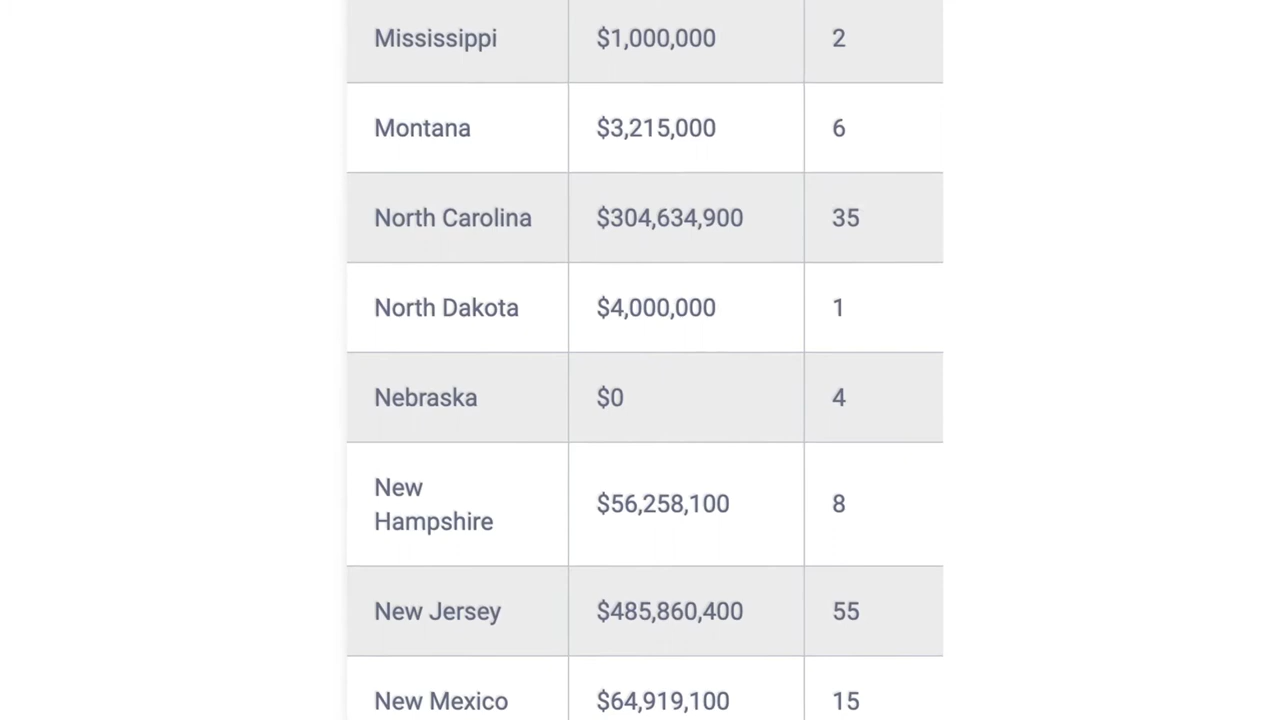 Mississippi $1,000,000 2
Montana $3,215,000 6
North Carolina $304,634,900 35
North Dakota $4,000,000 1
Nebraska $0 4
New
Hampshire $56,258,100 8
New Jersey $485,860,400 55
New Mexico $64,919,100 15